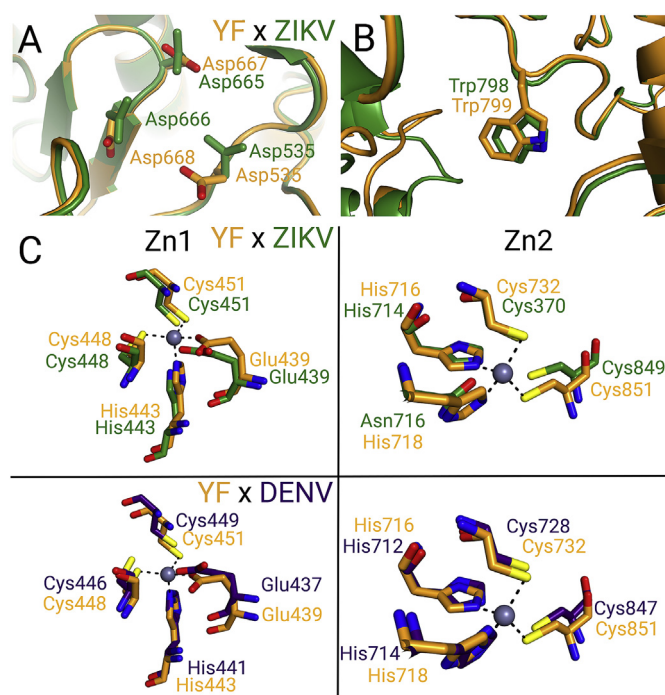 A
YF x ZIKV
Asp667
Asp665
Asp666
Asp668
Asp535
Asp535
B
Trp798
Trp799
C
Zn1
YF x ZIKV
Cys451
Cys451
Cys448
Cys448
Glu439
Glu439
His443
His443
Zn2
His716
His714
Cys732
Cys370
Cys849
Cys851
Asn716
His718
YF x DENV
Cys449
Cys451
Cys446
Cys448
Glu437
Glu439
His441
His443
His716
His712
Cys728
Cys732
Cys847
Cys851
His714
His718